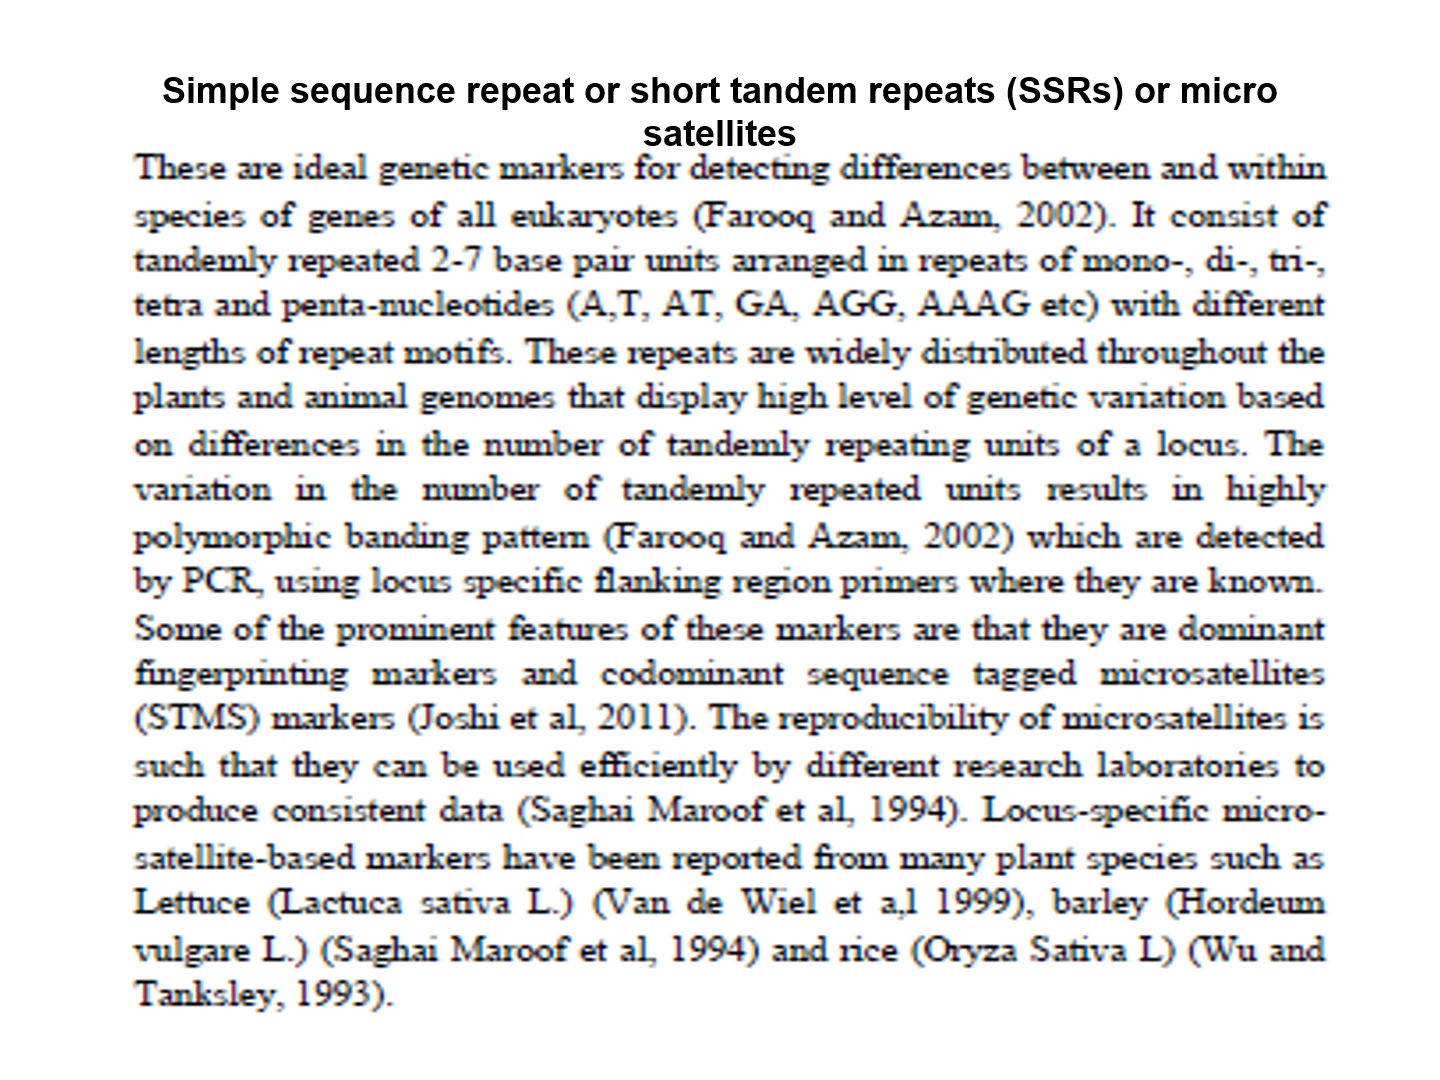 Simple sequence repeat or short tandem repeats (SSRs) or micro
satellites
These are ideal genetic markers for detecting differences between and within
species of genes of all eukaryotes (Farooq and Azam, 2002). It consist of
tandemly repeated 2-7 base pair units arranged in repeats of mono-, di-, tri-,
tetra and penta-nucleotides (A,T, AT, GA, AGG, AAAG etc) with different
lengths of repeat motifs. These repeats are widely distributed throughout the
plants and animal genomes that display high level of genetic variation based
on differences in the number of tandemly repeating units of a locus. The
variation in the number of tandemly repeated units results in highly
polymorphic banding pattern (Farooq and Azam, 2002) which are detected
by PCR, using locus specific flanking region primers where they are known.
Some of the prominent features of these markers are that they are dominant
fingerprinting markers and codominant sequence tagged microsatellites
(STMS) markers (Joshi et al, 2011). The reproducibility of microsatellites is
such that they can be used efficiently by different research laboratories to
produce consistent data (Saghai Maroof et al, 1994). Locus-specific micro-
satellite-based markers have been reported from many plant species such as
Lettuce (Lactuca sativa L.) (Van de Wiel et a,l 1999), barley (Hordeum
vulgare L.) (Saghai Maroof et al, 1994) and rice (Oryza Sativa L) (Wu and
Tanksley, 1993).